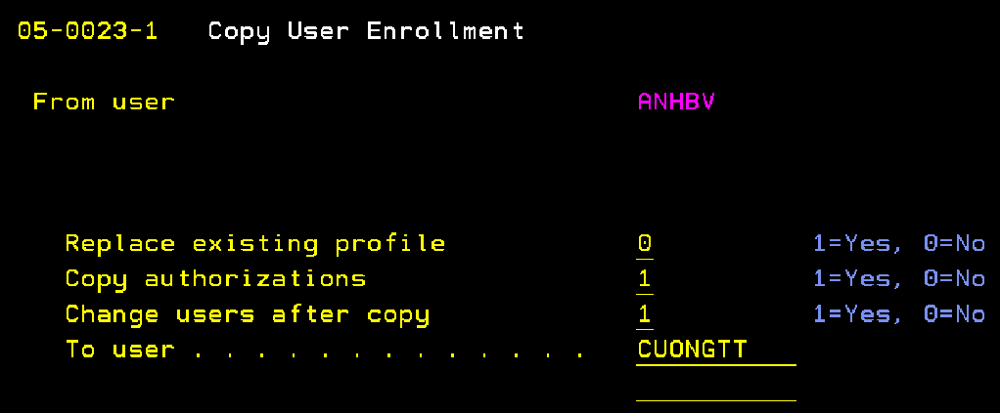 05-0023-1 Copy User Enrollment
From user ANHBV
Replace existing profile 0 1=Yes, 0=No
Copy authorizations 1 1=Yes, 0=No
Change users after copy 1 1=Yes, 0=No
To user . . . . . . . . . . . . . CUONGTT